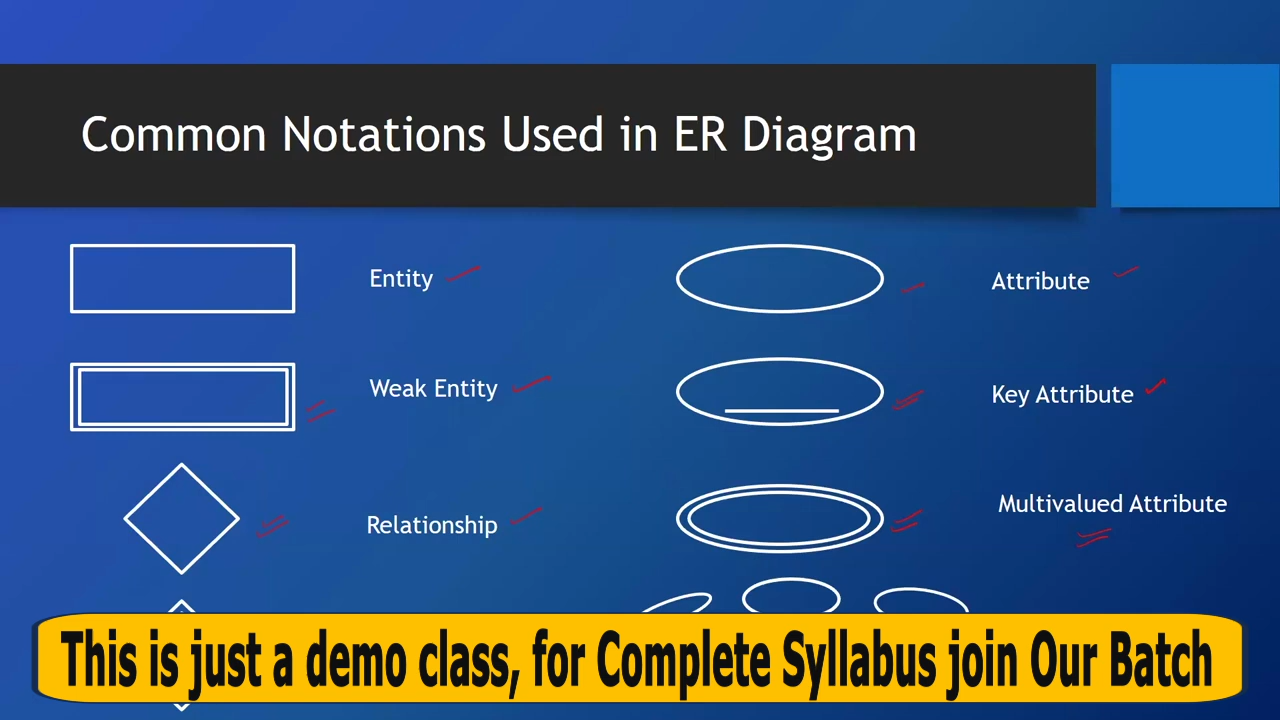 Common Notations Used in ER Diagram
Entity
Attribute
Weak Entity
Key Attribute
Relationship
Multivalued Attribute
This is just a demo class, for Complete Syllabus join Our Batch